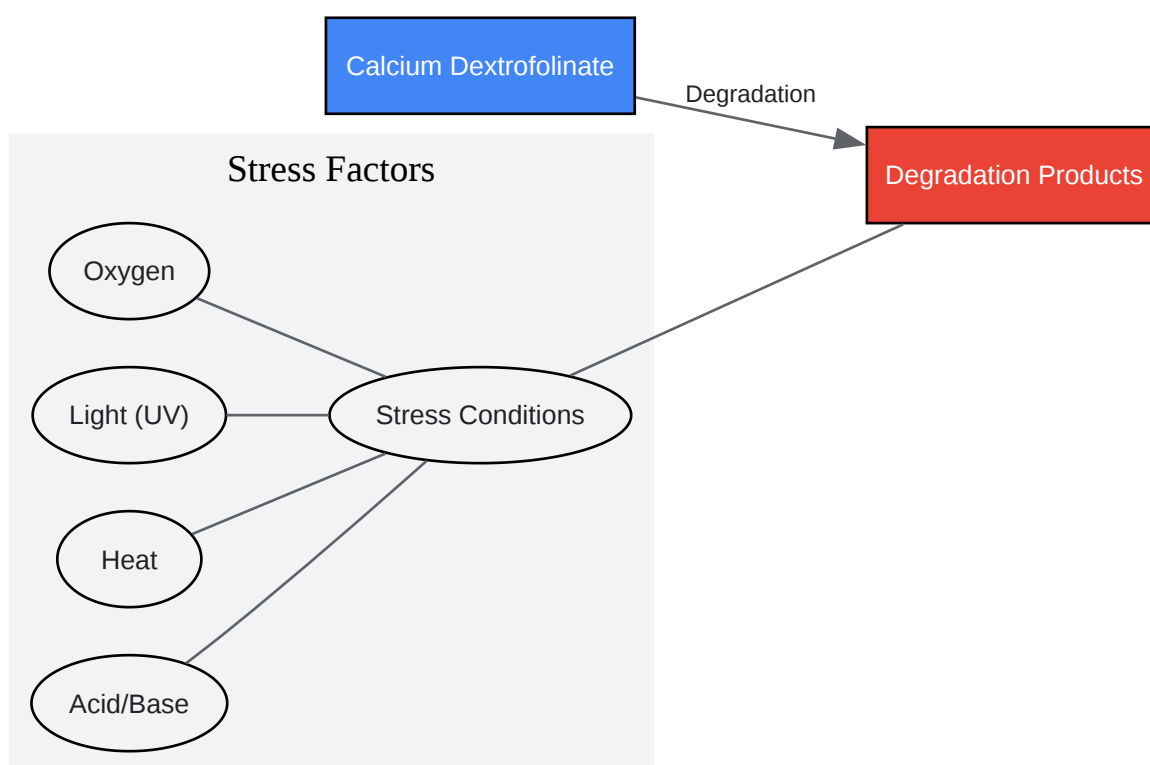 Calcium Dextrofolinate
Degradation
Degradation Products
Stress Factors
Oxygen
Light (UV)
Stress Conditions
Heat
Acid/Base